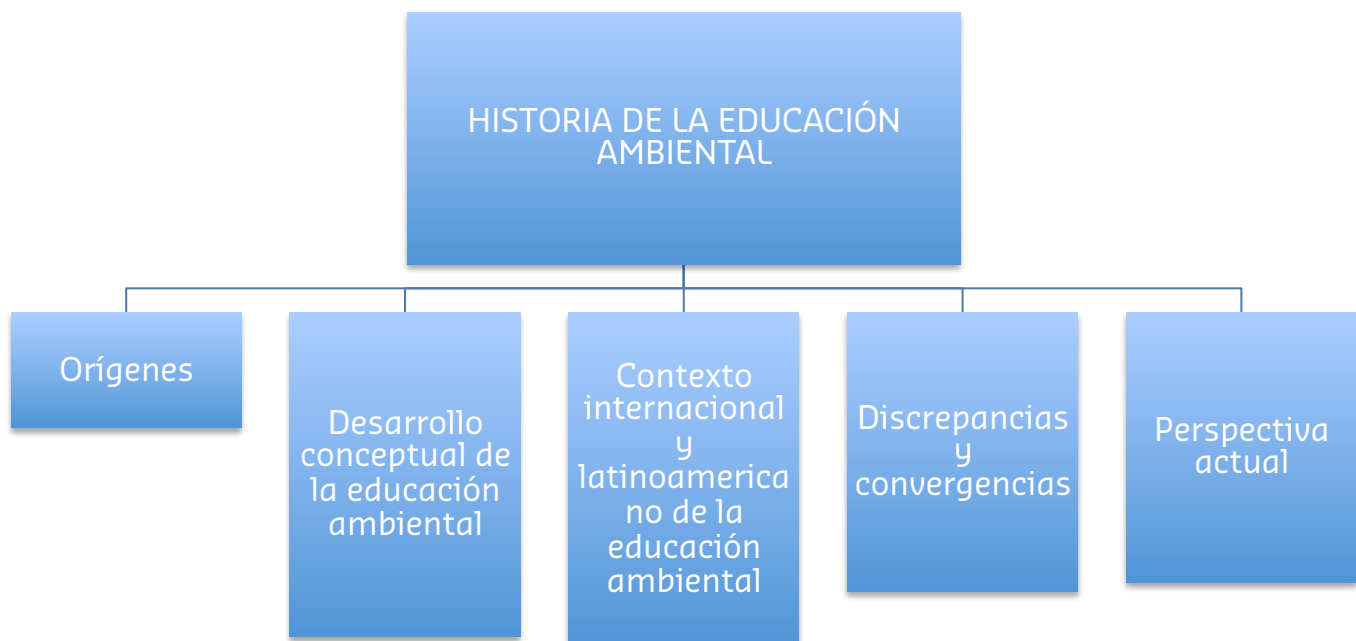 HISTORIA DE LA EDUCACIÓN
AMBIENTAL
Orígenes
Desarrollo
conceptual de
la educación
ambiental
Contexto
internacional
y
latinoamerica
no de la
educación
ambiental
Discrepancias
y
convergencias
Perspectiva
actual